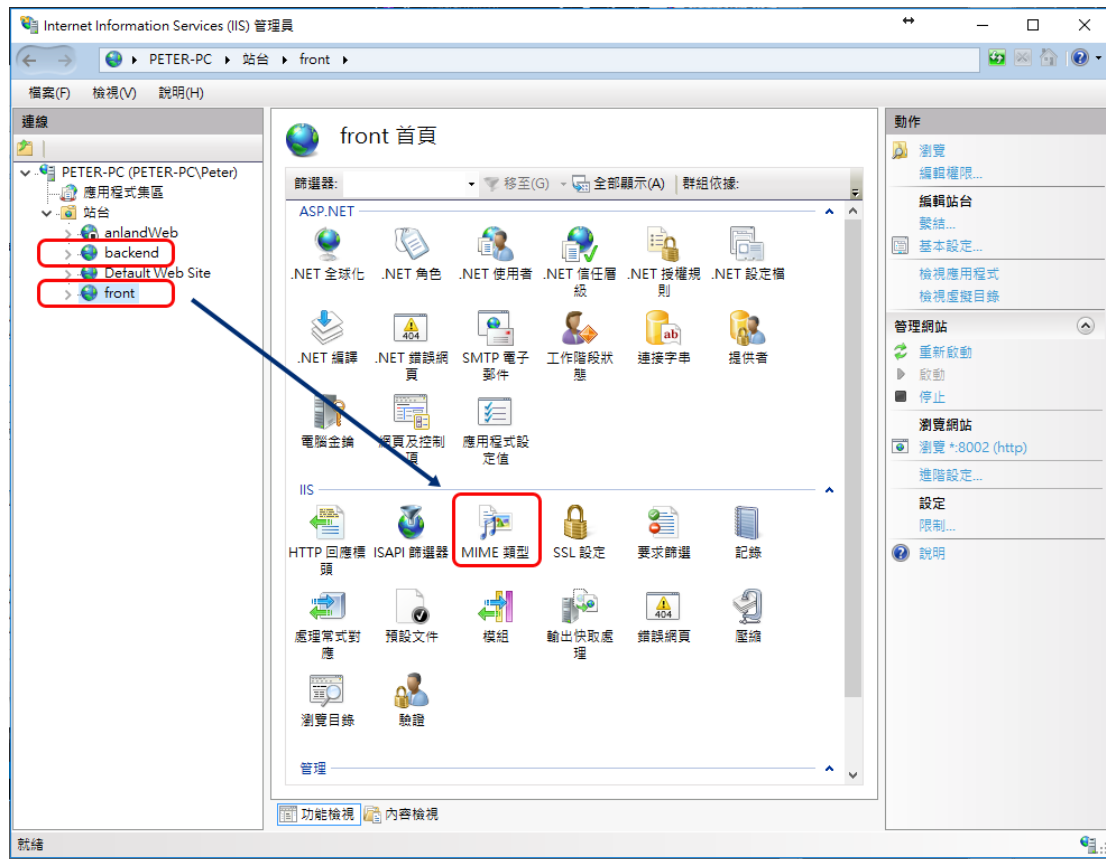 Internet Information Services (IIS) 管理員
PETER-PC ▸ 站台 ▸ front ▸
檔案(F) 檢視(V) 說明(H)
連線
PETER-PC (PETER-PC\Peter)
應用程式集區
站台
anlandWeb
backend
Default Web Site
front
front 首頁
篩選器: 移至(G) 全部顯示(A) 群組依據:
ASP.NET
.NET 全球化 .NET 角色 .NET 使用者 .NET 信任層 .NET 授權規 .NET 設定檔
級 則
.NET 編譯 .NET 錯誤網 SMTP 電子 工作階段狀 連接字串 提供者
頁 郵件 態
電腦金鑰 網頁及控制 應用程式設
項 定值
IIS
HTTP 回應標 ISAPI 篩選器 MIME 類型 SSL 設定 要求篩選 記錄
頭
處理常式對 預設文件 模組 輸出快取處 錯誤網頁 壓縮
應 理
瀏覽目錄 驗證
管理
功能檢視 內容檢視
動作
瀏覽
編輯權限...
編輯站台
繫結...
基本設定...
檢視應用程式
檢視虛擬目錄
管理網站
重新啟動
啟動
停止
瀏覽網站
瀏覽 *:8002 (http)
進階設定...
設定
限制...
說明
就緒